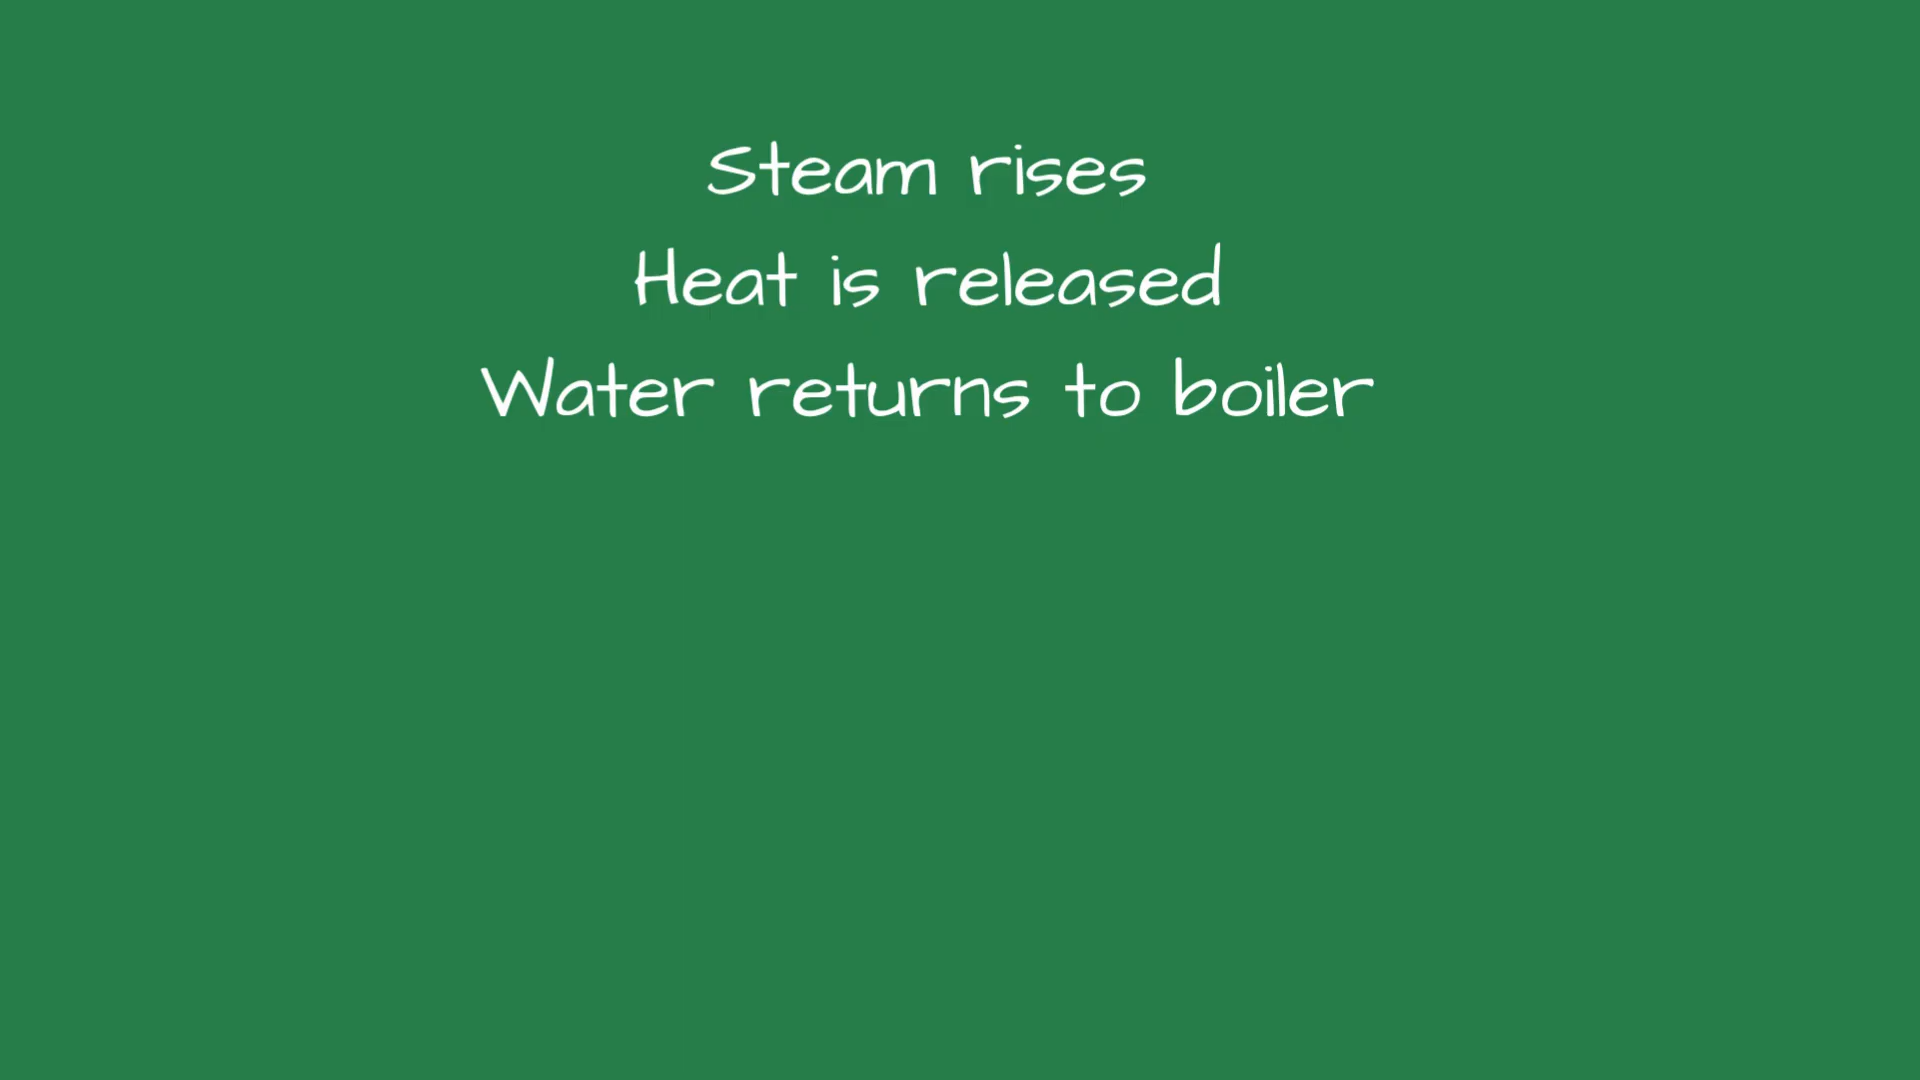 Steam rises
Heat is released
Water returns to boiler